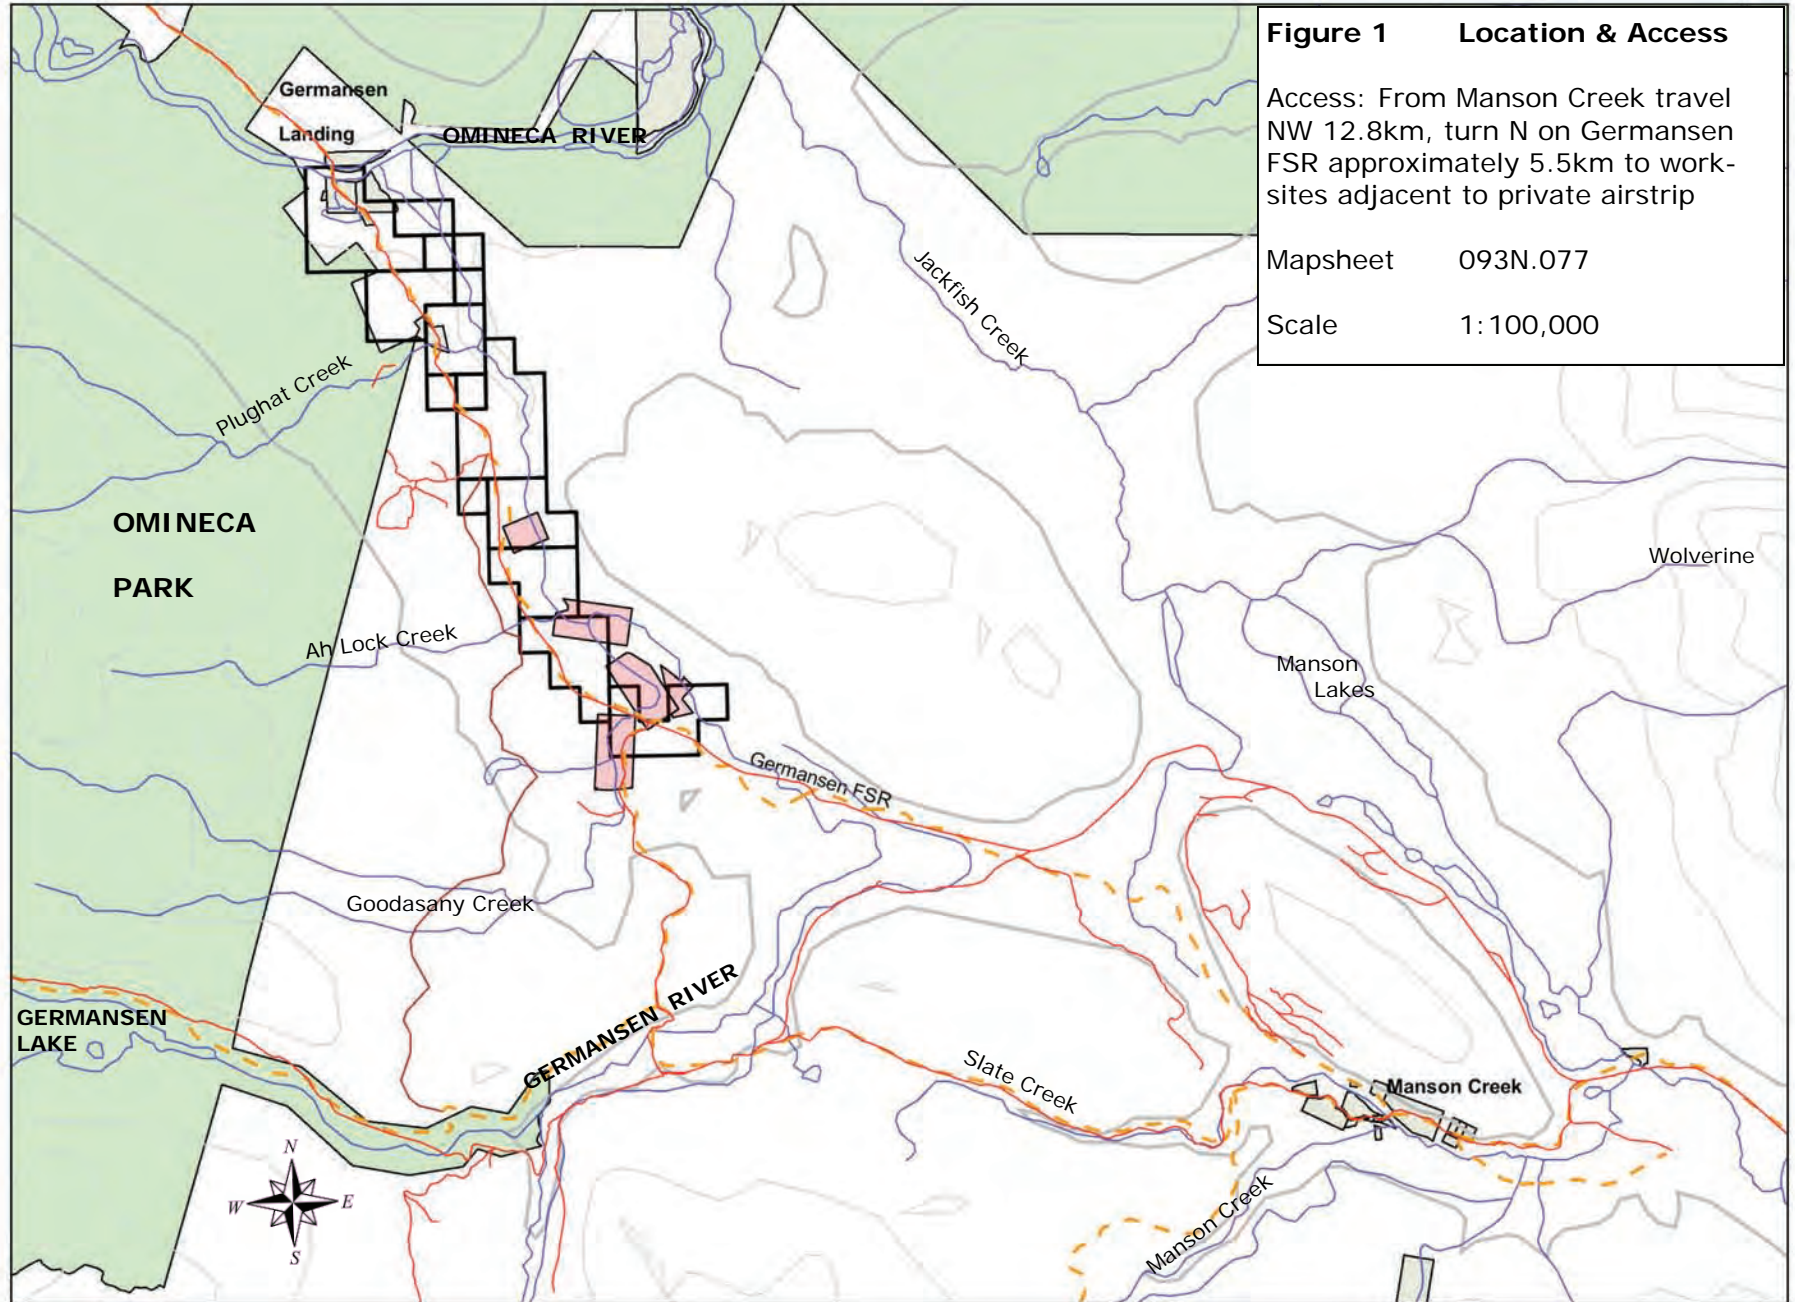 Figure 1 Location & Access
Access: From Manson Creek travel
NW 12.8km, turn N on Germansen
FSR approximately 5.5km to work-
sites adjacent to private airstrip
Mapsheet 093N.077
Scale 1:100,000
Germansen
Landing
OMINECA RIVER
Jackfish Creek
Plughat Creek
OMINECA
PARK
Wolverine
Ah Lock Creek
Manson
Lakes
Germansen FSR
Goodasany Creek
GERMANSEN RIVER
GERMANSEN
LAKE
Slate Creek
Manson Creek
Manson Creek
N
W E
S